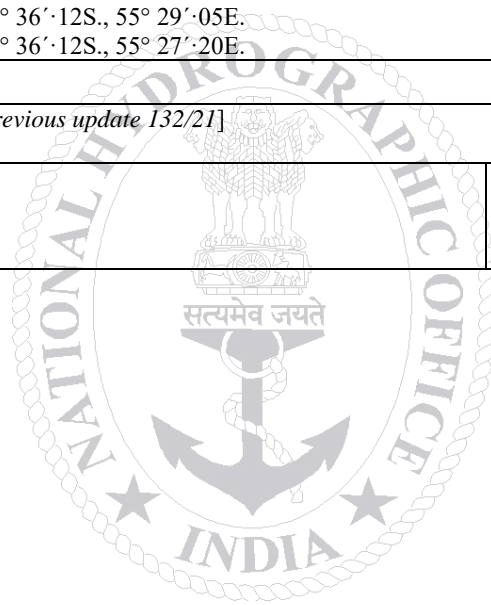 ° 36´·12S., 55° 29´·05E.
° 36´·12S., 55° 27´·20E.
revious update 132/21]
NATIONAL HYDROGRAPHIC OFFICE
सत्यमेव जयते
INDIA